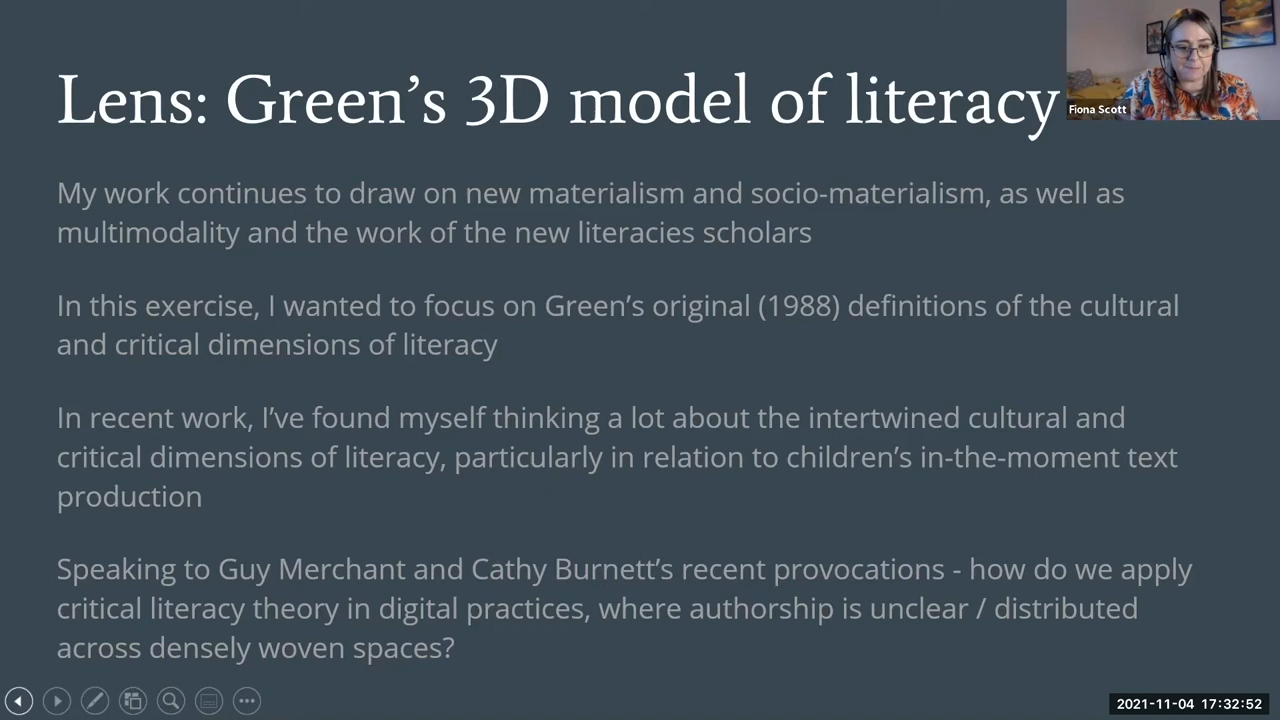 Lens: Green’s 3D model of literacy
Fiona Scott
My work continues to draw on new materialism and socio-materialism, as well as
multimodality and the work of the new literacies scholars
In this exercise, I wanted to focus on Green’s original (1988) definitions of the cultural
and critical dimensions of literacy
In recent work, I’ve found myself thinking a lot about the intertwined cultural and
critical dimensions of literacy, particularly in relation to children’s in-the-moment text
production
Speaking to Guy Merchant and Cathy Burnett’s recent provocations - how do we apply
critical literacy theory in digital practices, where authorship is unclear / distributed
across densely woven spaces?
2021-11-04 17:32:52